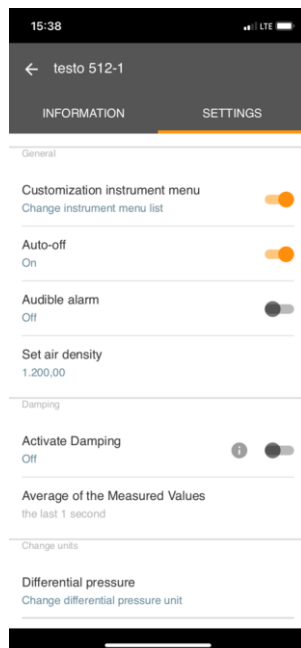 15:38
LTE
testo 512-1
INFORMATION SETTINGS
General
Customization instrument menu
Change instrument menu list
Auto-off
On
Audible alarm
Off
Set air density
1.200,00
Damping
Activate Damping
Off
Average of the Measured Values
the last 1 second
Change units
Differential pressure
Change differential pressure unit